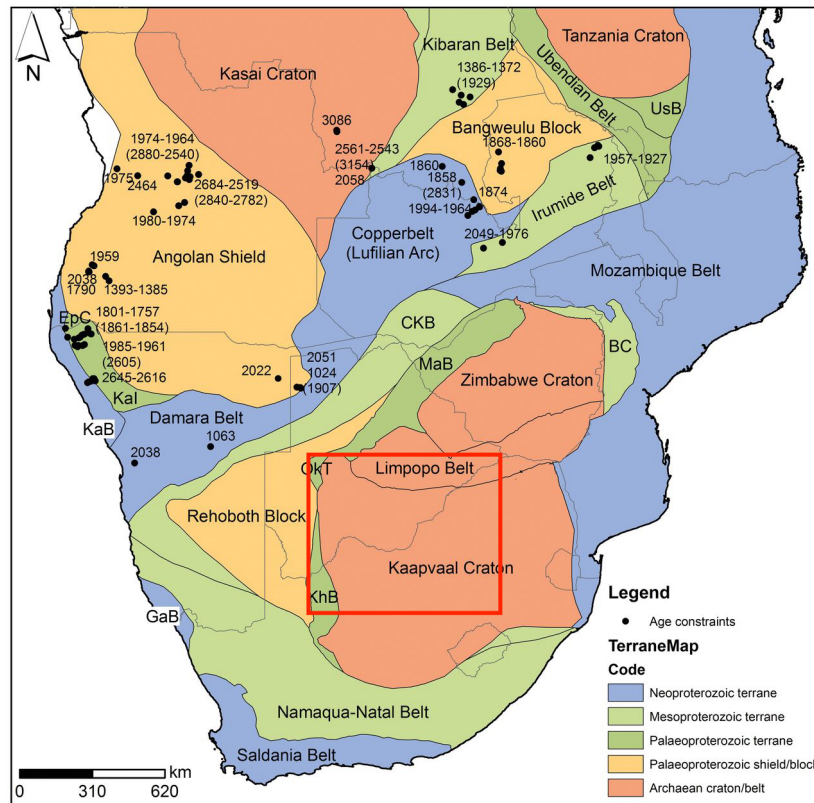 N
Kasai Craton
Kibaran Belt
1386-1372
(1929)
Tanzania Craton
Ubendian Belt
UsB
3086
Bangweulu Block
1868-1860
1957-1927
1974-1964
(2880-2540)
2561-2543
(3154)
2058
1860
1858
(2831)
1874
1975
2464
2684-2519
(2840-2782)
1994-1964
Irumide Belt
1980-1974
2049-1976
Angolan Shield
Copperbelt
(Lufilian Arc)
1959
2038
1790
1393-1385
Mozambique Belt
EpC
1801-1757
(1861-1854)
CKB
1985-1961
(2605)
MaB
BC
2645-2616
2022
2051
1024
(1907)
Zimbabwe Craton
KaI
Damara Belt
KaB
1063
2038
OkT
Limpopo Belt
Rehoboth Block
Kaapvaal Craton
KhB
GaB
Namaqua-Natal Belt
Saldania Belt
Legend
Age constraints
TerraneMap
Code
Neoproterozoic terrane
Mesoproterozoic terrane
Palaeoproterozoic terrane
Palaeoproterozoic shield/block
Archaean craton/belt
km
0 310 620